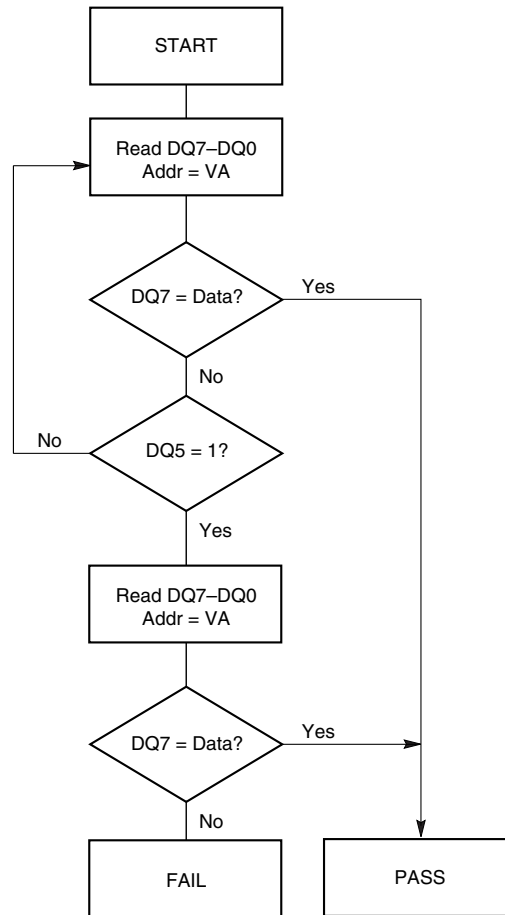 START
Read DQ7–DQ0
Addr = VA
DQ7 = Data?
Yes
No
No
DQ5 = 1?
Yes
Read DQ7–DQ0
Addr = VA
DQ7 = Data?
Yes
No
FAIL
PASS